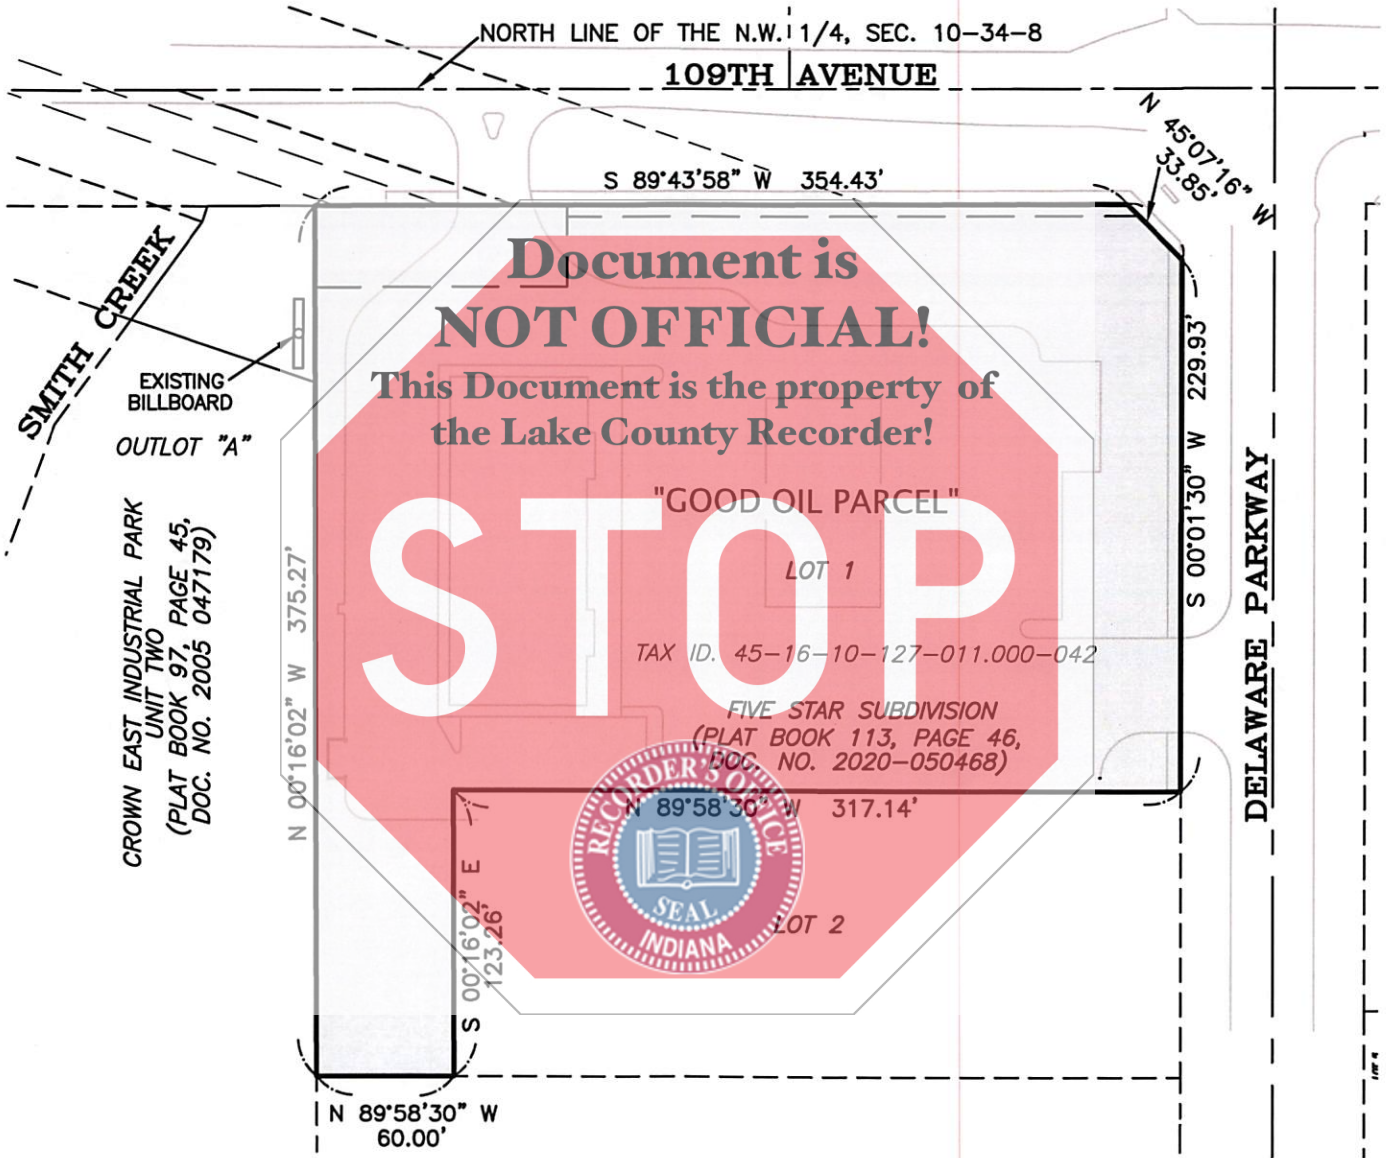 NORTH LINE OF THE N.W. 1/4, SEC. 10-34-8
109TH AVENUE
N 45°07'16" W
33.85'
S 89°43'58" W 354.43'
SMITH CREEK
EXISTING
BILLBOARD
OUTLOT "A"
Document is
NOT OFFICIAL!
This Document is the property of
the Lake County Recorder!
STOP
"GOOD OIL PARCEL"
LOT 1
TAX ID. 45-16-10-127-011.000-042
FIVE STAR SUBDIVISION
(PLAT BOOK 113, PAGE 46,
DOC. NO. 2020-050468)
S 00°01'30" W 229.93'
DELAWARE PARKWAY
CROWN EAST INDUSTRIAL PARK
UNIT TWO
(PLAT BOOK 97, PAGE 45,
DOC. NO. 2005 047179)
N 00°16'02" W 375.27'
N 89°58'30" W 317.14'
RECORDER'S OFFICE
SEAL
INDIANA
S 00°16'02" E
123.26'
LOT 2
N 89°58'30" W
60.00'